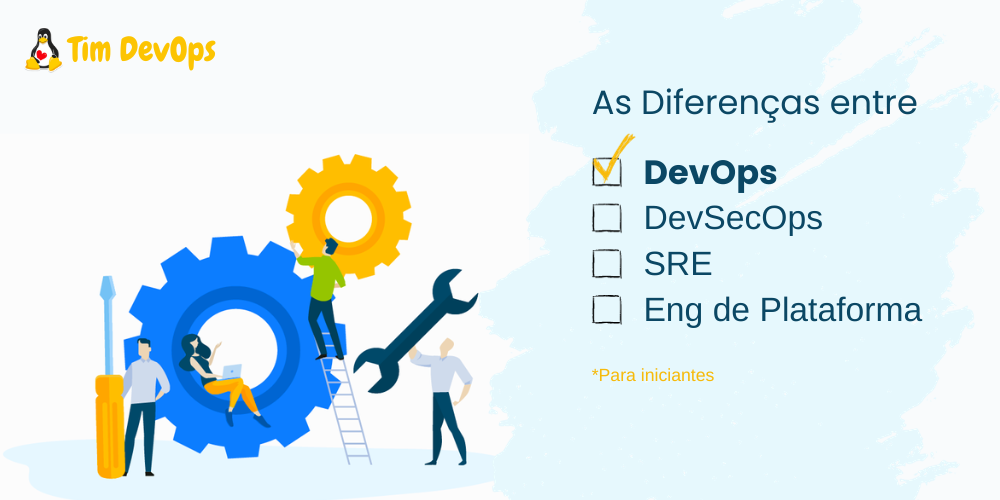 Tim DevOps
As Diferenças entre
DevOps
DevSecOps
SRE
Eng de Plataforma
*Para iniciantes